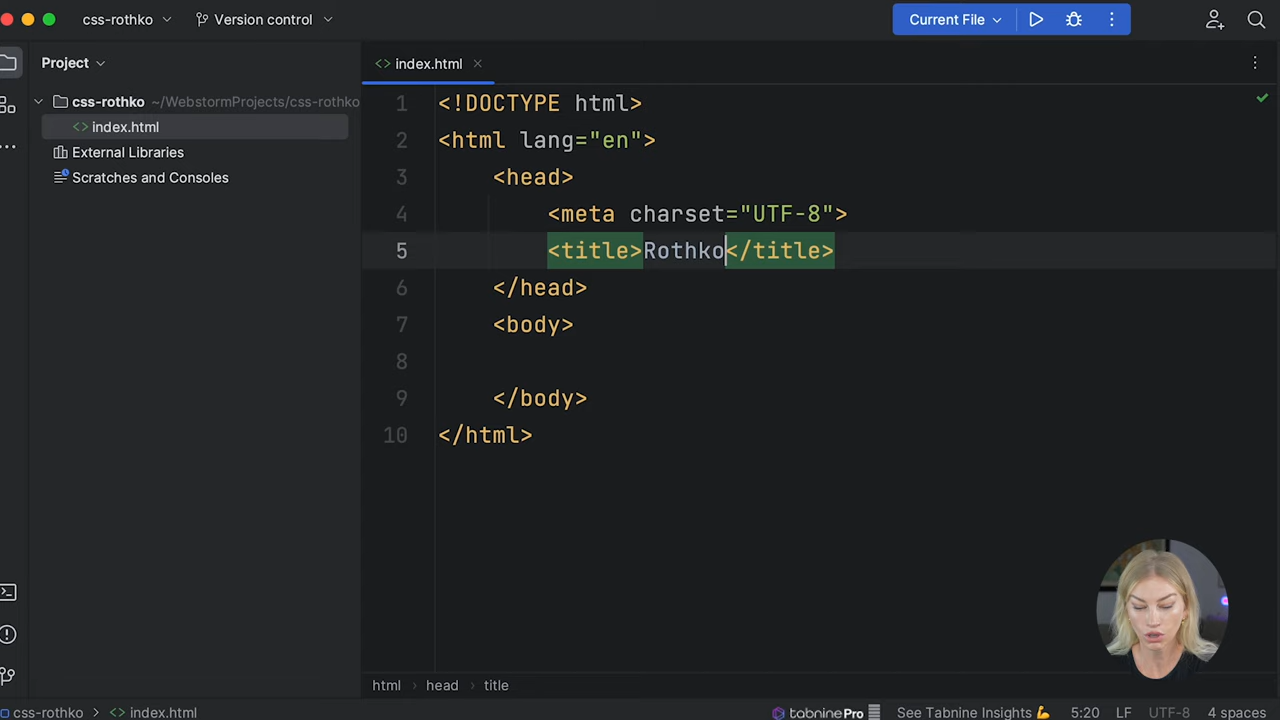 css-rothko
Version control
Current File
Project
index.html
css-rothko ~/WebstormProjects/css-rothko
index.html
External Libraries
Scratches and Consoles
1 <!DOCTYPE html>
2 <html lang="en">
3 <head>
4 <meta charset="UTF-8">
5 <title>Rothko</title>
6 </head>
7 <body>
8
9 </body>
10 </html>
html › head › title
css-rothko > index.html
tabnine Pro See Tabnine Insights 💪 5:20 LF UTF-8 4 spaces